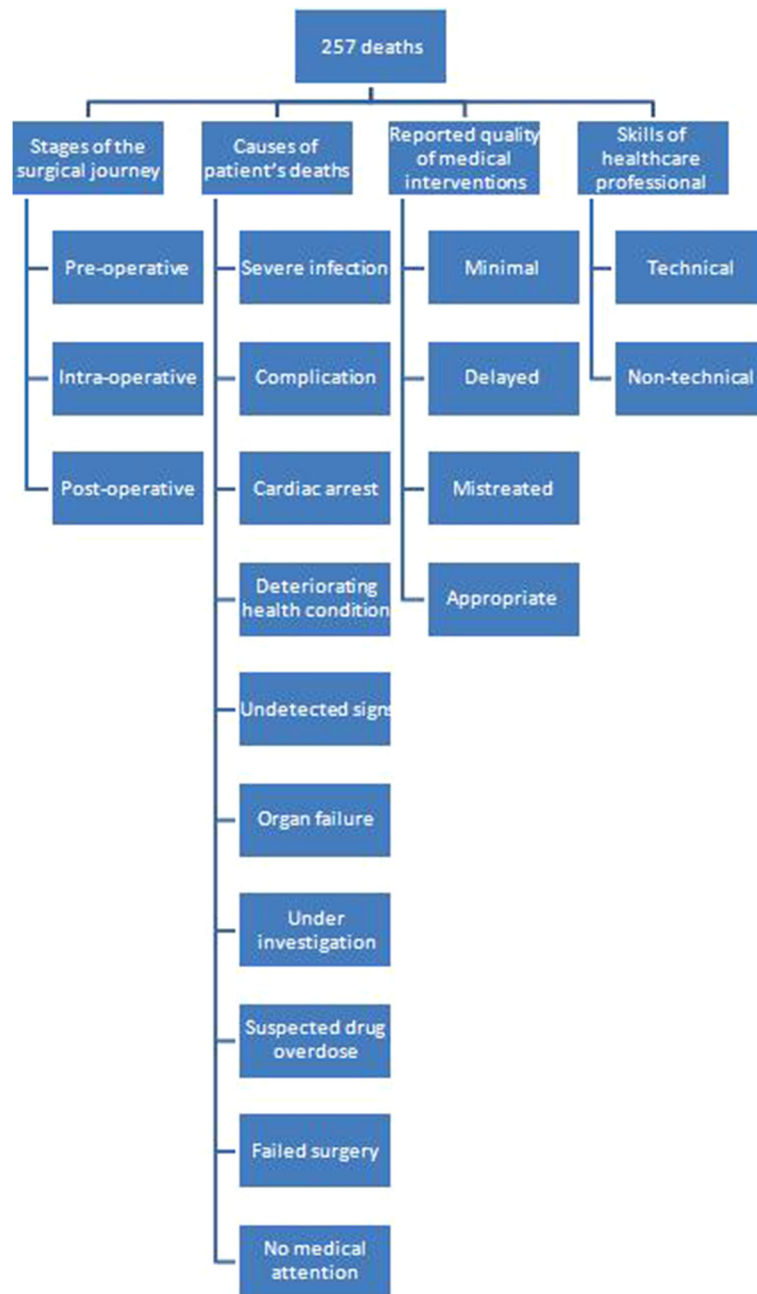 257 deaths
Stages of the
surgical journey
Pre-operative
Intra-operative
Post-operative
Causes of
patient's deaths
Severe infection
Complication
Cardiac arrest
Deteriorating
health condition
Undetected signs
Organ failure
Under
investigation
Suspected drug
overdose
Failed surgery
No medical
attention
Reported quality
of medical
interventions
Minimal
Delayed
Mistreated
Appropriate
Skills of
healthcare
professional
Technical
Non-technical